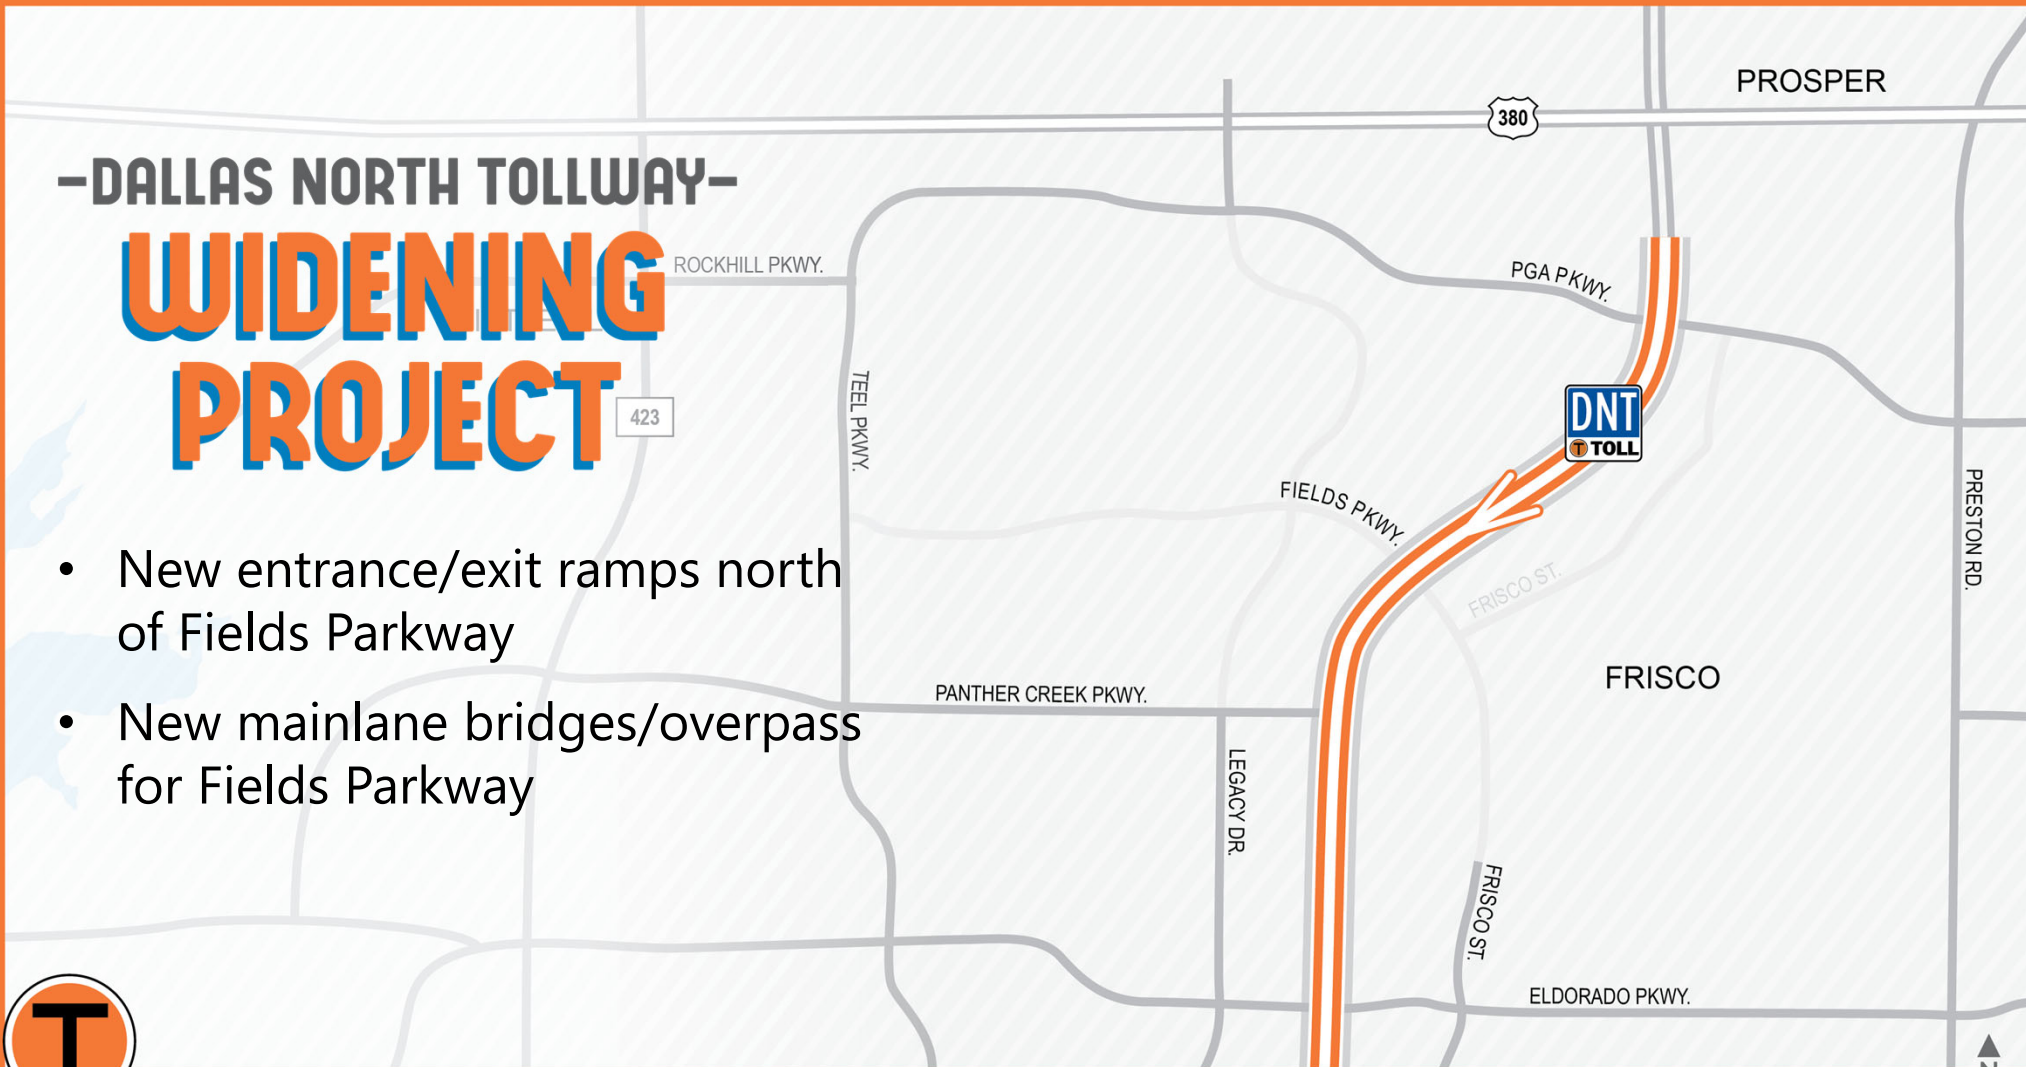 PROSPER
380
-DALLAS NORTH TOLLWAY-
WIDENING
PROJECT
ROCKHILL PKWY.
PGA PKWY.
423
TEEL PKWY.
DNT
T TOLL
FIELDS PKWY.
PRESTON RD.
• New entrance/exit ramps north
of Fields Parkway
FRISCO ST.
FRISCO
PANTHER CREEK PKWY.
• New mainlane bridges/overpass
for Fields Parkway
LEGACY DR.
FRISCO ST.
ELDORADO PKWY.
T